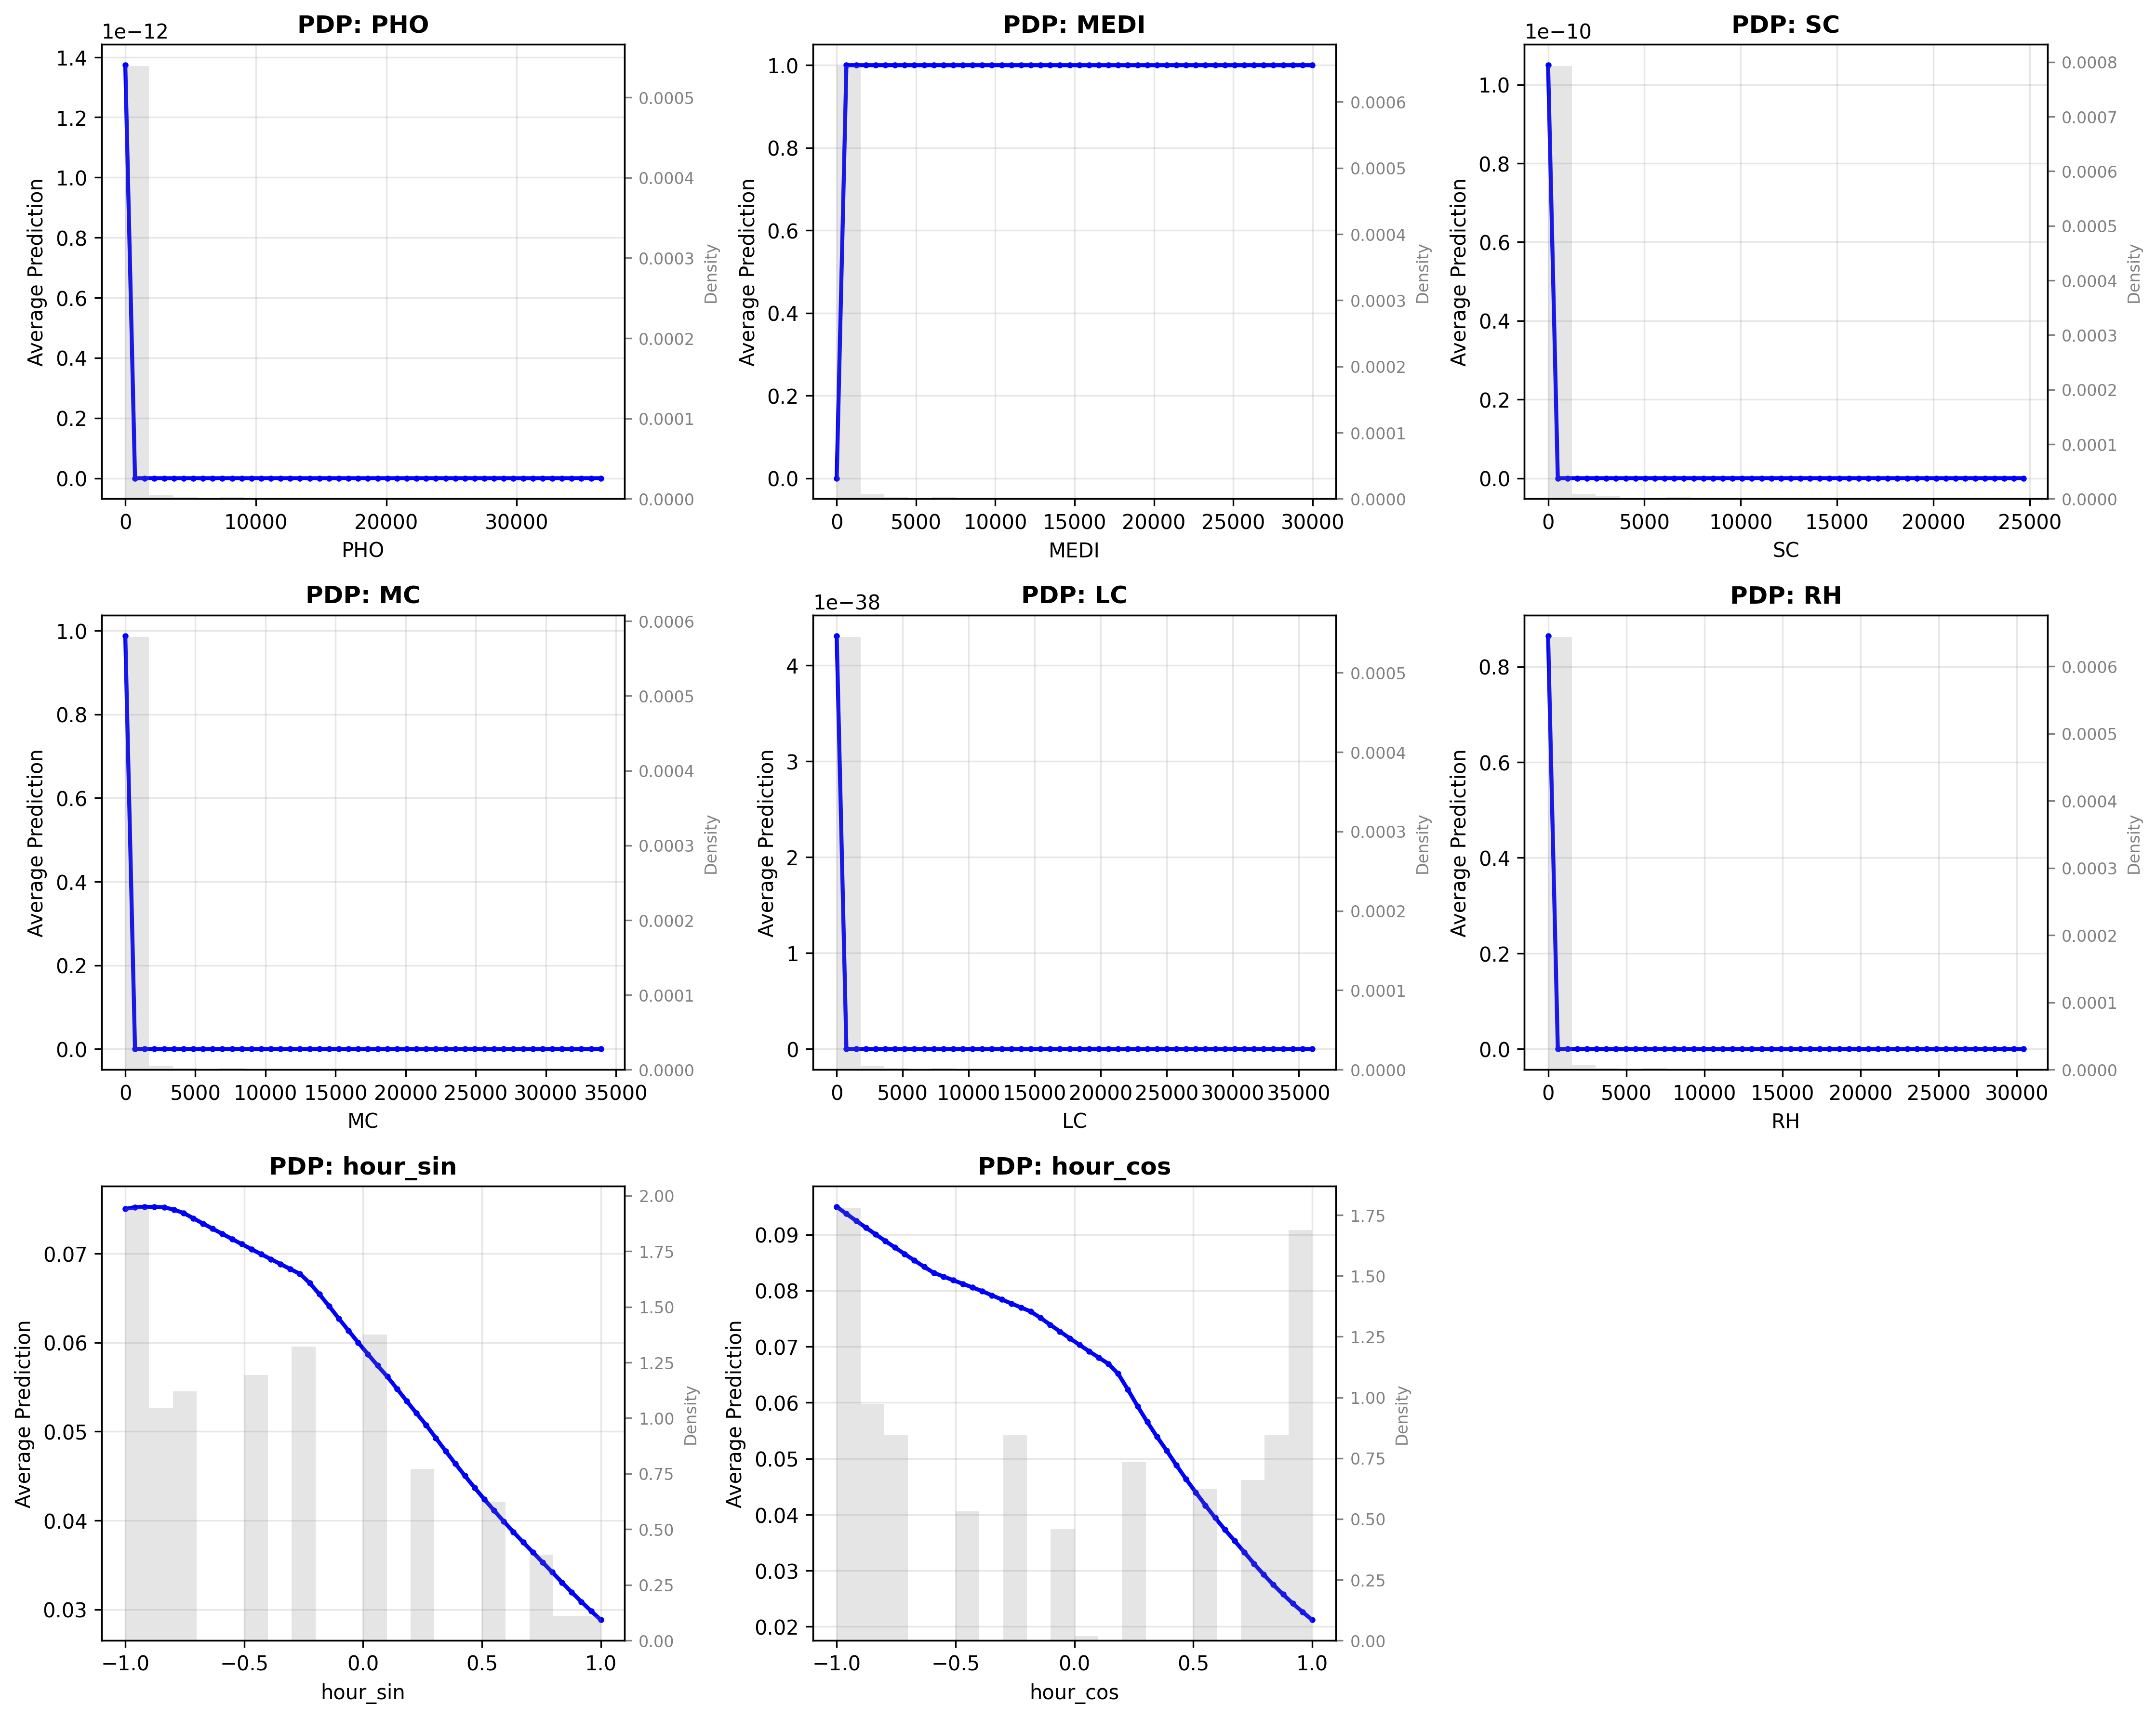 PDP: PHO
1e−12
1.4
1.2
1.0
0.8
0.6
0.4
0.2
0.0
Average Prediction
0.0005
0.0004
0.0003
0.0002
0.0001
0.0000
Density
0 10000 20000 30000
PHO
PDP: MEDI
1.0
0.8
0.6
0.4
0.2
0.0
Average Prediction
0.0006
0.0005
0.0004
0.0003
0.0002
0.0001
0.0000
Density
0 5000 10000 15000 20000 25000 30000
MEDI
PDP: SC
1e−10
1.0
0.8
0.6
0.4
0.2
0.0
Average Prediction
0.0008
0.0007
0.0006
0.0005
0.0004
0.0003
0.0002
0.0001
0.0000
Density
0 5000 10000 15000 20000 25000
SC
PDP: MC
1.0
0.8
0.6
0.4
0.2
0.0
Average Prediction
0.0006
0.0005
0.0004
0.0003
0.0002
0.0001
0.0000
Density
0 5000 10000 15000 20000 25000 30000 35000
MC
PDP: LC
1e−38
4
3
2
1
0
Average Prediction
0.0005
0.0004
0.0003
0.0002
0.0001
0.0000
Density
0 5000 10000 15000 20000 25000 30000 35000
LC
PDP: RH
0.8
0.6
0.4
0.2
0.0
Average Prediction
0.0006
0.0005
0.0004
0.0003
0.0002
0.0001
0.0000
Density
0 5000 10000 15000 20000 25000 30000
RH
PDP: hour_sin
0.07
0.06
0.05
0.04
0.03
Average Prediction
2.00
1.75
1.50
1.25
1.00
0.75
0.50
0.25
0.00
Density
−1.0 −0.5 0.0 0.5 1.0
hour_sin
PDP: hour_cos
0.09
0.08
0.07
0.06
0.05
0.04
0.03
0.02
Average Prediction
1.75
1.50
1.25
1.00
0.75
0.50
0.25
0.00
Density
−1.0 −0.5 0.0 0.5 1.0
hour_cos